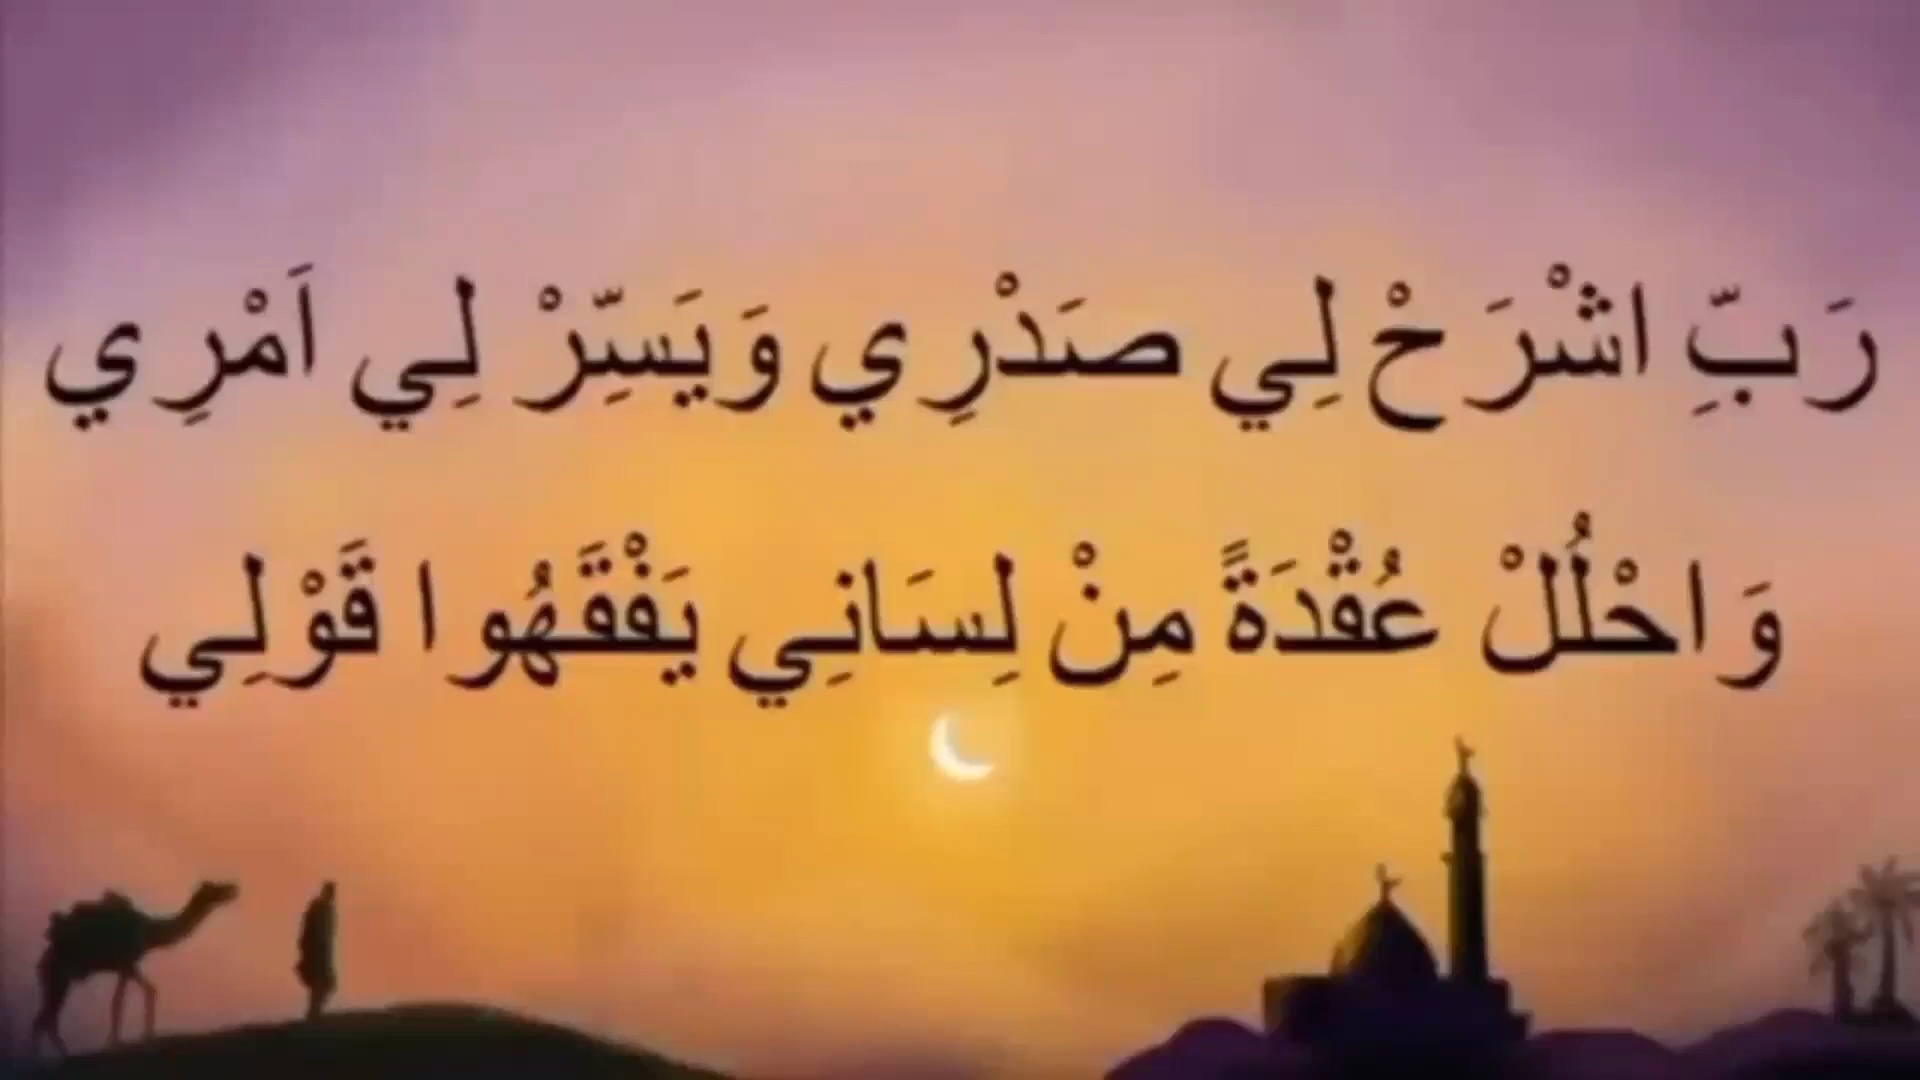 رَبِّ اشْرَحْ لِي صَدْرِي وَيَسِّرْ لِي اَمْرِي
وَاحْلُلْ عُقْدَةً مِنْ لِسَانِي يَفْقَهُوا قَوْلِي